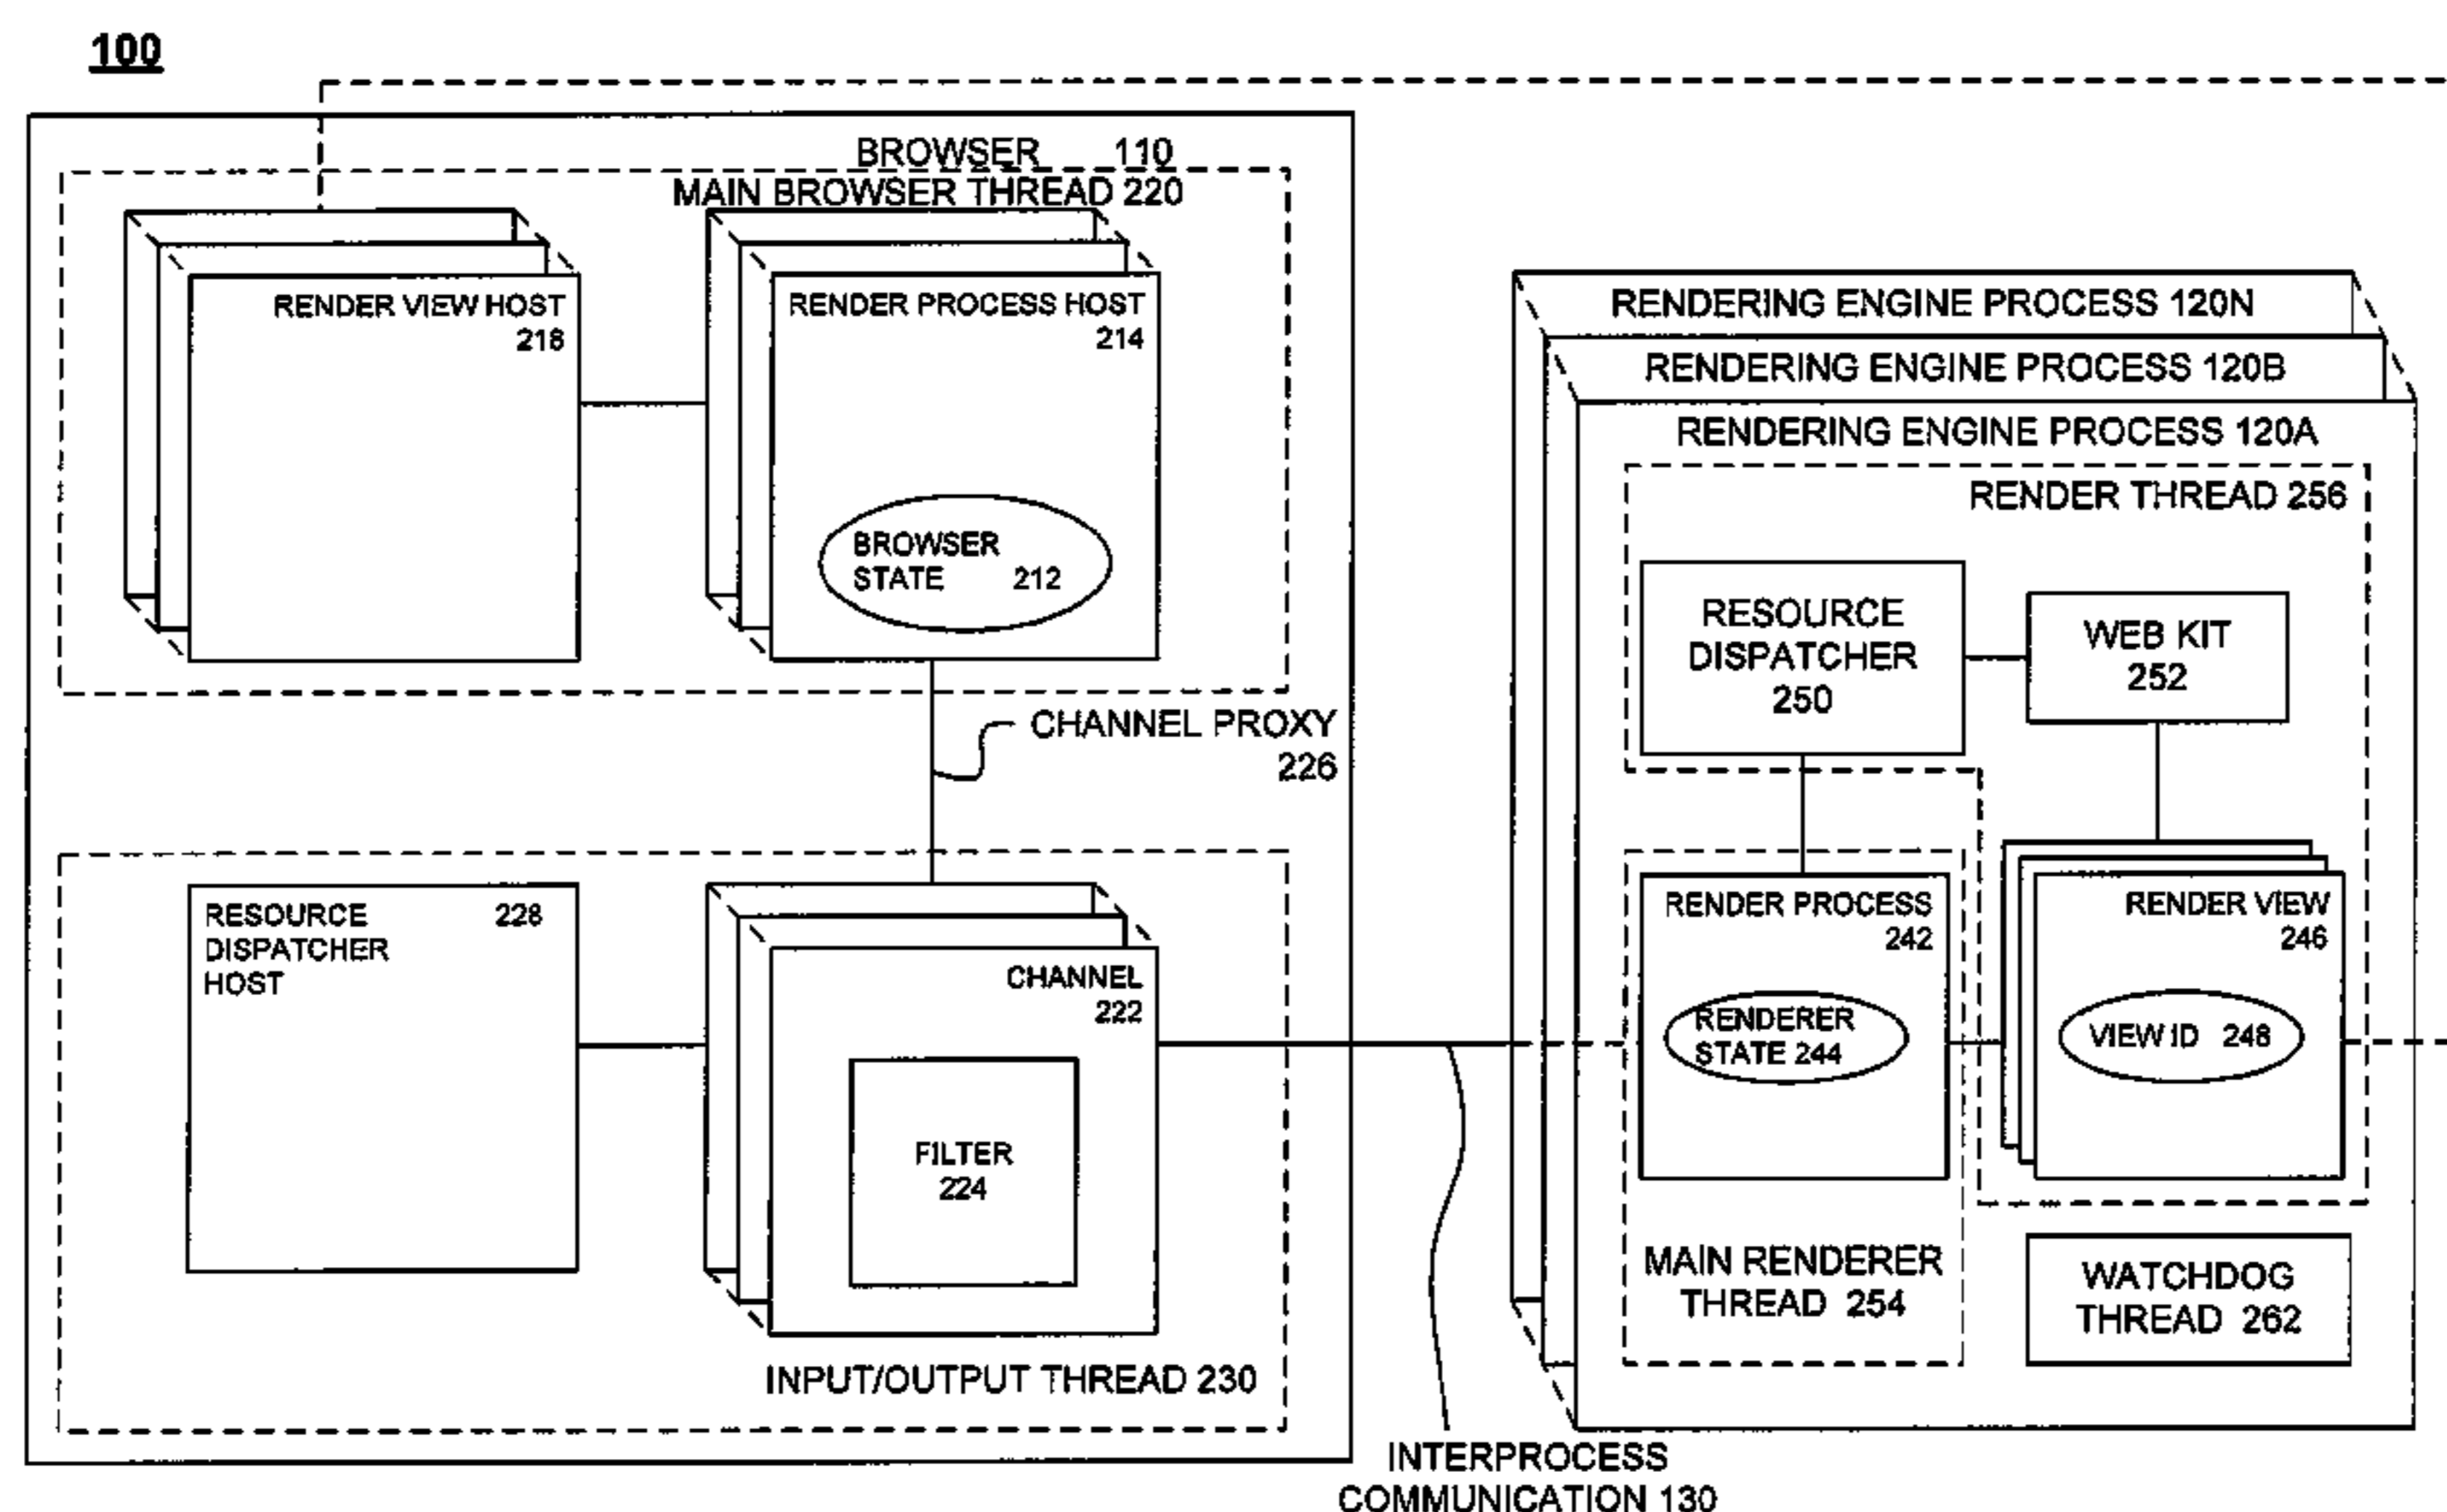 100
BROWSER 110
MAIN BROWSER THREAD 220
RENDER VIEW HOST
218
RENDER PROCESS HOST
214
BROWSER
STATE 212
CHANNEL PROXY
226
RESOURCE 228
DISPATCHER
HOST
CHANNEL
222
FILTER
224
INPUT/OUTPUT THREAD 230
INTERPROCESS
COMMUNICATION 130
RENDERING ENGINE PROCESS 120N
RENDERING ENGINE PROCESS 120B
RENDERING ENGINE PROCESS 120A
RENDER THREAD 256
RESOURCE
DISPATCHER
250
WEB KIT
252
RENDER PROCESS
242
RENDERER
STATE 244
RENDER VIEW
246
VIEW ID 248
MAIN RENDERER
THREAD 254
WATCHDOG
THREAD 262